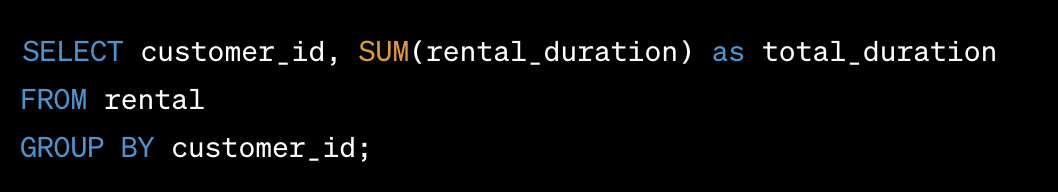 SELECT customer_id, SUM(rental_duration) as total_duration
FROM rental
GROUP BY customer_id;